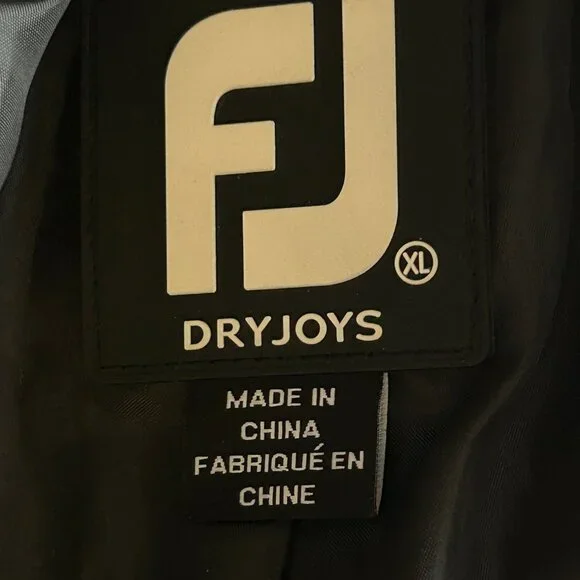 FJ
XL
DRYJOYS
MADE IN
CHINA
FABRIQUÉ EN
CHINE